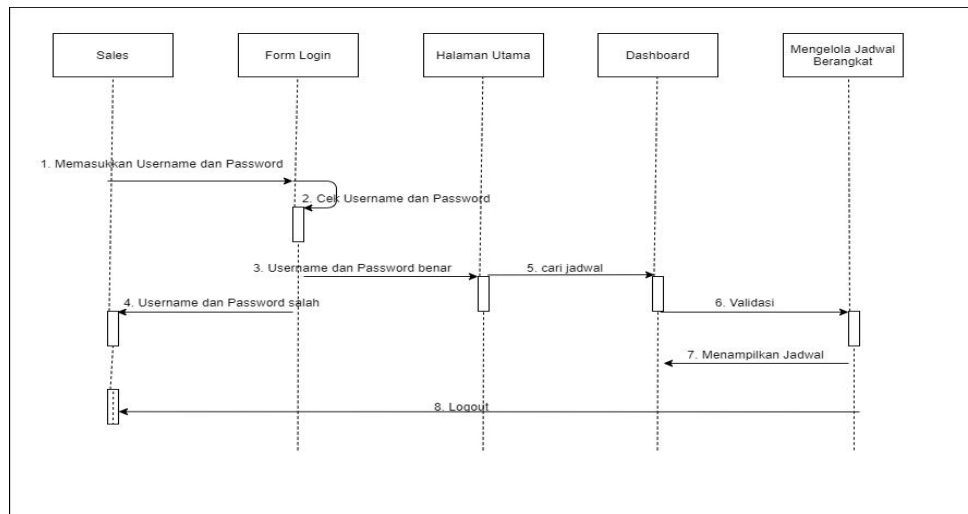 Sales
Form Login
Halaman Utama
Dashboard
Mengelola Jadwal
Berangkat
1. Memasukkan Username dan Password
2. Cek Username dan Password
3. Username dan Password benar
5. cari jadwal
4. Username dan Password salah
6. Validasi
7. Menampilkan Jadwal
8. Logout